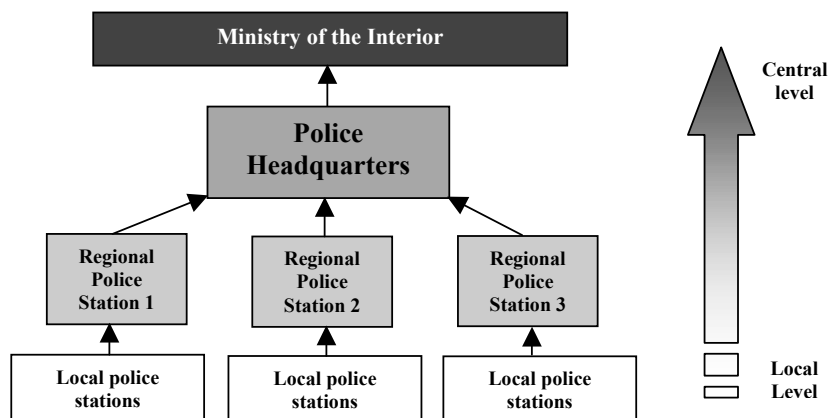 Ministry of the Interior
Central
level
Police
Headquarters
Regional
Police
Station 1
Regional
Police
Station 2
Regional
Police
Station 3
Local police
stations
Local police
stations
Local police
stations
Local
Level